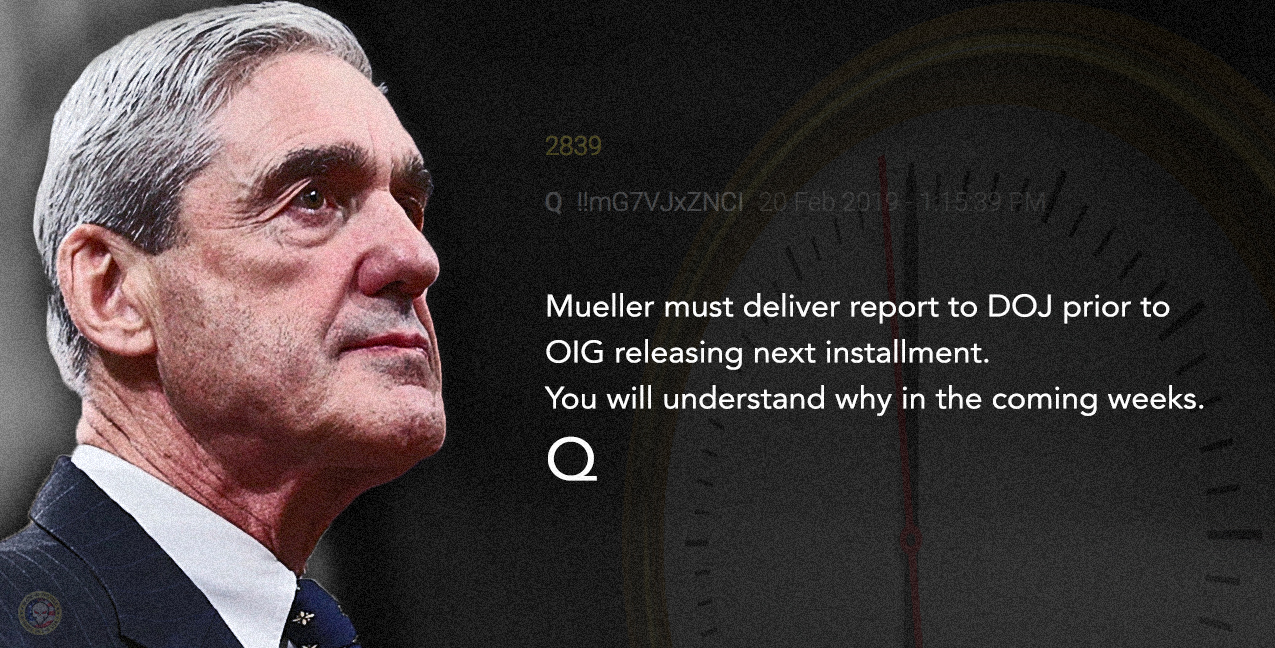 2839
Q !!mG7VJxZNCI 20 Feb 2019 - 1:15:39 PM
Mueller must deliver report to DOJ prior to
OIG releasing next installment.
You will understand why in the coming weeks.
Q